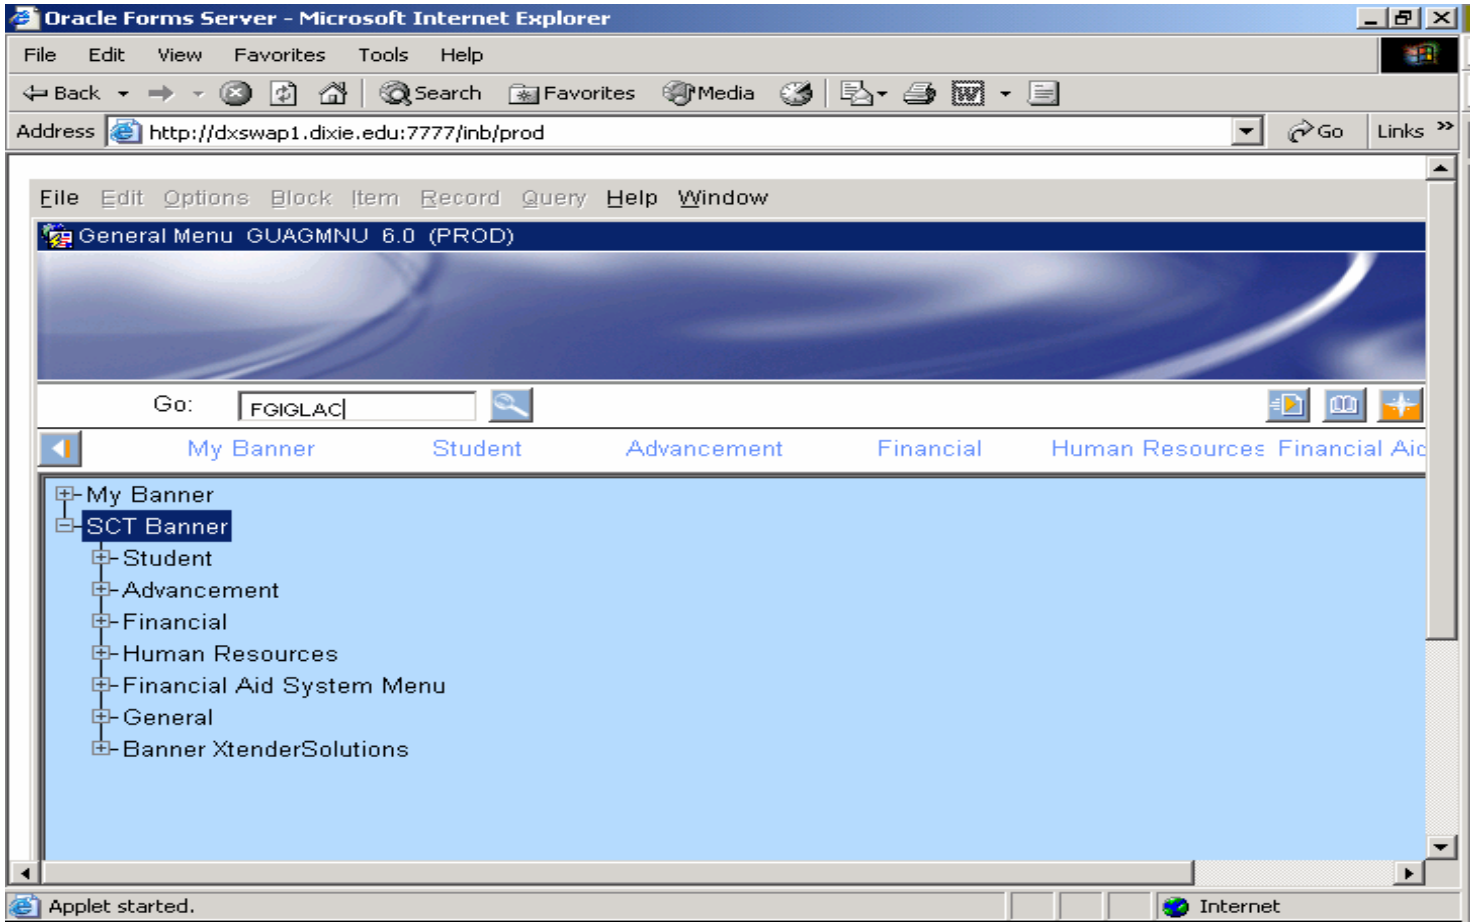 Oracle Forms Server - Microsoft Internet Explorer
File Edit View Favorites Tools Help
Back Search Favorites Media
Address http://dxswap1.dixie.edu:7777/inb/prod Go Links »
File Edit Options Block Item Record Query Help Window
General Menu GUAGMNU 6.0 (PROD)
Go: FGIGLAC
My Banner Student Advancement Financial Human Resources Financial Aid
My Banner
SCT Banner
Student
Advancement
Financial
Human Resources
Financial Aid System Menu
General
Banner XtenderSolutions
Applet started. Internet